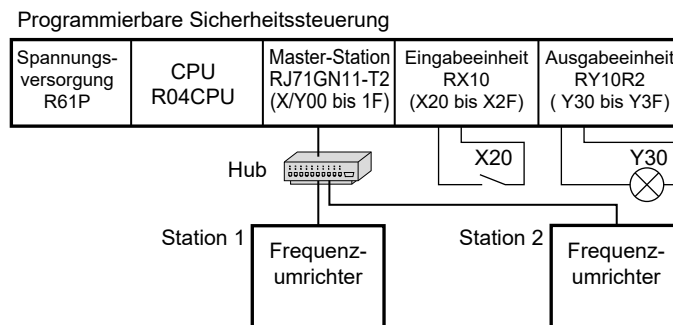 Programmierbare Sicherheitssteuerung
Spannungs-
versorgung
R61P
CPU
R04CPU
Master-Station
RJ71GN11-T2
(X/Y00 bis 1F)
Eingabeeinheit
RX10
(X20 bis X2F)
Ausgabeeinheit
RY10R2
( Y30 bis Y3F)
Hub
X20
Y30
Station 1
Frequenz-
umrichter
Station 2
Frequenz-
umrichter